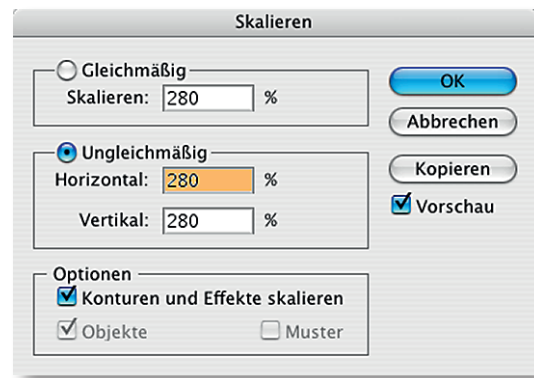 Skalieren
Gleichmäßig
Skalieren: 280 %
Ungleichmäßig
Horizontal: 280 %
Vertikal: 280 %
Optionen
Konturen und Effekte skalieren
Objekte Muster
OK
Abbrechen
Kopieren
Vorschau